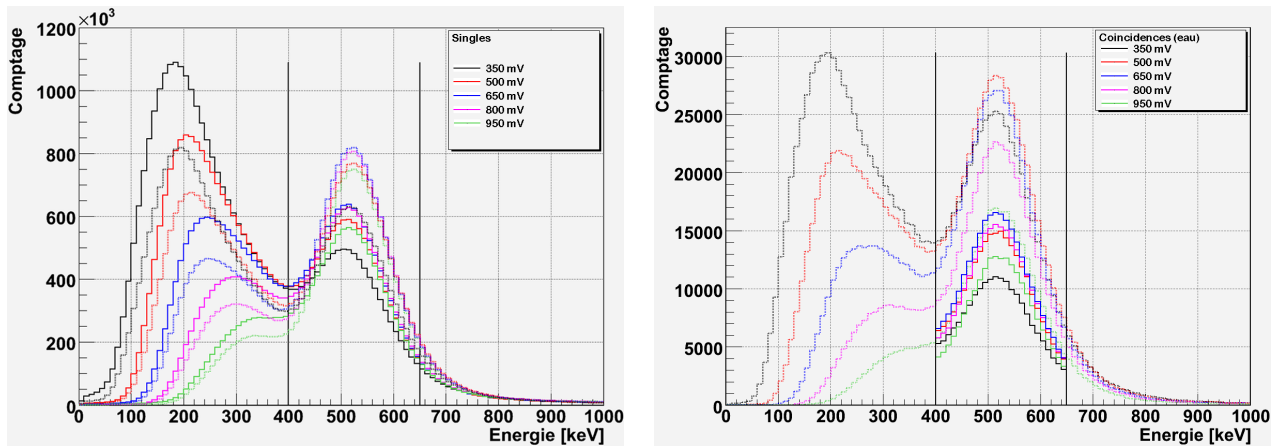 ×10³
1200
1000
800
600
400
200
0
Comptage
Singles
350 mV
500 mV
650 mV
800 mV
950 mV
0 100 200 300 400 500 600 700 800 900 1000
Energie [keV]
30000
25000
20000
15000
10000
5000
0
Comptage
Coincidences (eau)
350 mV
500 mV
650 mV
800 mV
950 mV
0 100 200 300 400 500 600 700 800 900 1000
Energie [keV]